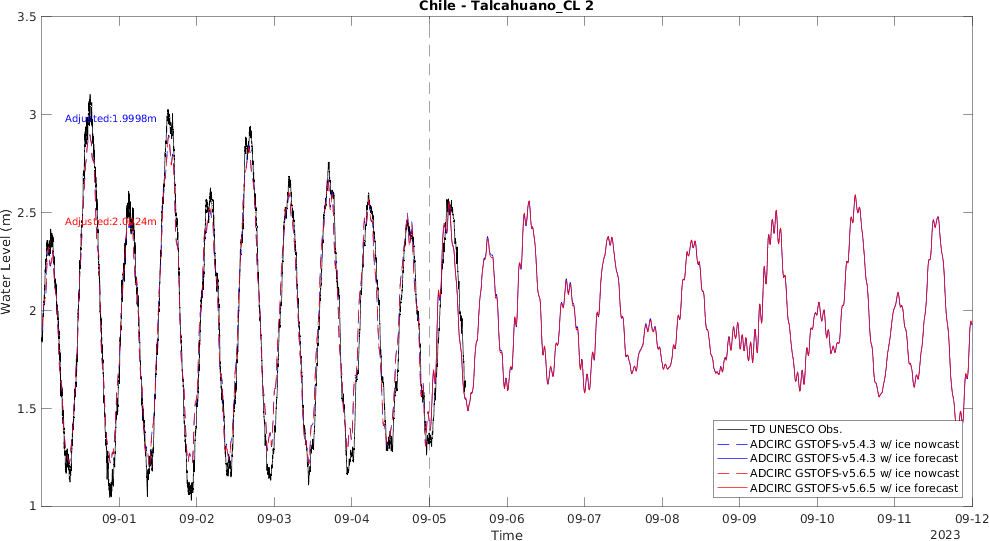 Chile - Talcahuano_CL 2
3.5
3
2.5
2
1.5
1
Water Level (m)
Adjusted:1.9998m
TD UNESCO Obs.
ADCIRC GSTOFS-v5.4.3 w/ ice nowcast
ADCIRC GSTOFS-v5.4.3 w/ ice forecast
ADCIRC GSTOFS-v5.6.5 w/ ice nowcast
ADCIRC GSTOFS-v5.6.5 w/ ice forecast
09-01 09-02 09-03 09-04 09-05 09-06 09-07 09-08 09-09 09-10 09-11 09-12
Time
2023